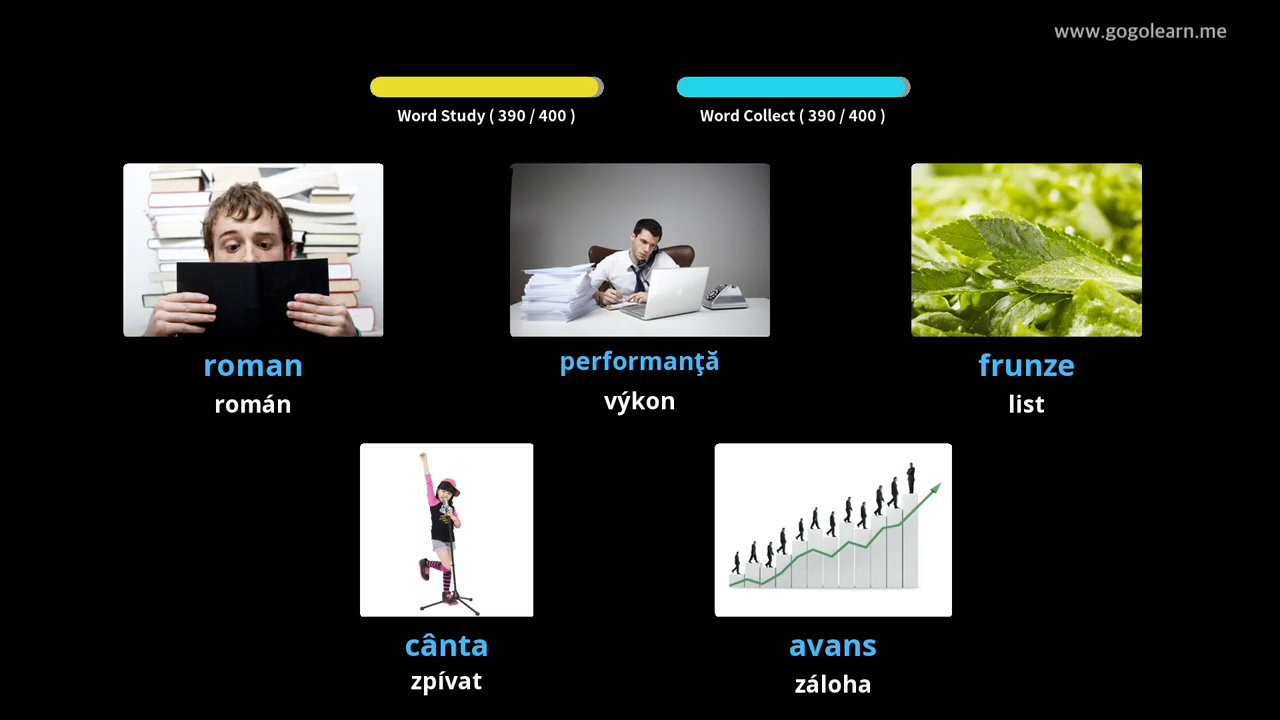 www.gogolearn.me
Word Study ( 390 / 400 )
Word Collect ( 390 / 400 )
roman
román
performanţă
výkon
frunze
list
cânta
zpívat
avans
záloha